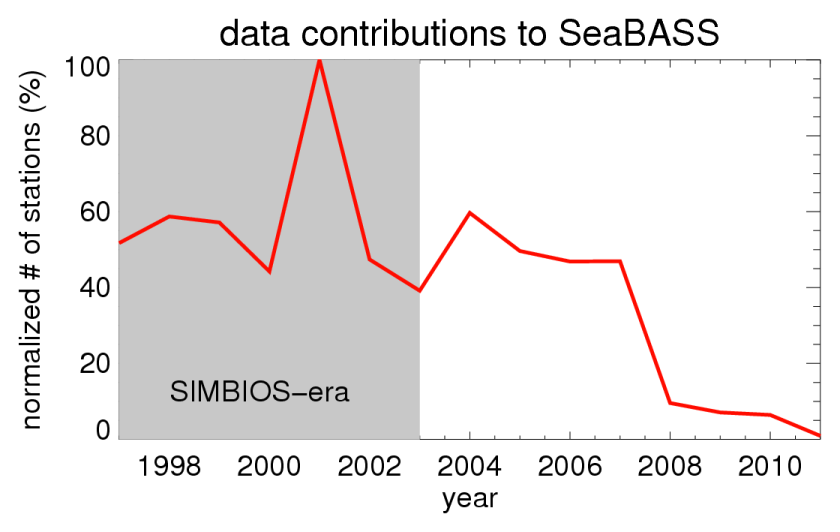 data contributions to SeaBASS
normalized # of stations (%)
100
80
60
40
20
0
SIMBIOS-era
1998 2000 2002 2004 2006 2008 2010
year